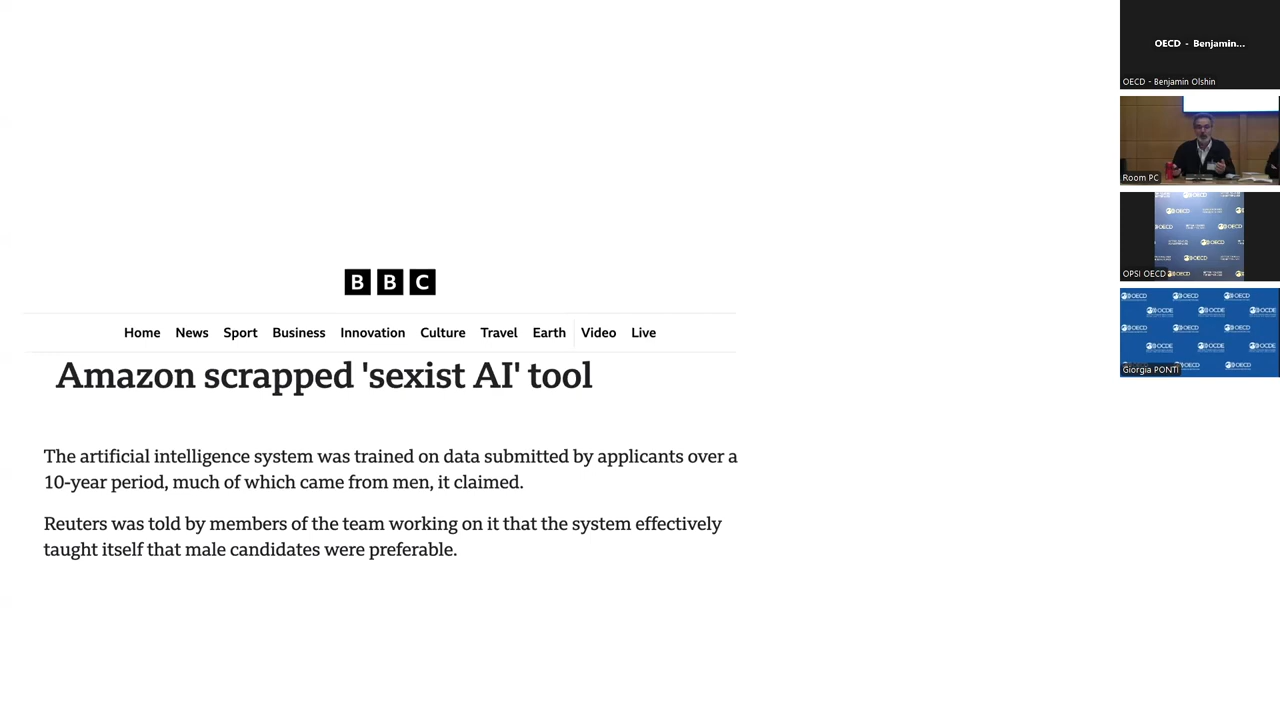 BBC
Home News Sport Business Innovation Culture Travel Earth Video Live
Amazon scrapped 'sexist AI' tool
The artificial intelligence system was trained on data submitted by applicants over a
10-year period, much of which came from men, it claimed.
Reuters was told by members of the team working on it that the system effectively
taught itself that male candidates were preferable.
OECD - Benjamin...
OECD - Benjamin Olshin
Room PC
OPSI OECD
Giorgia PONTI